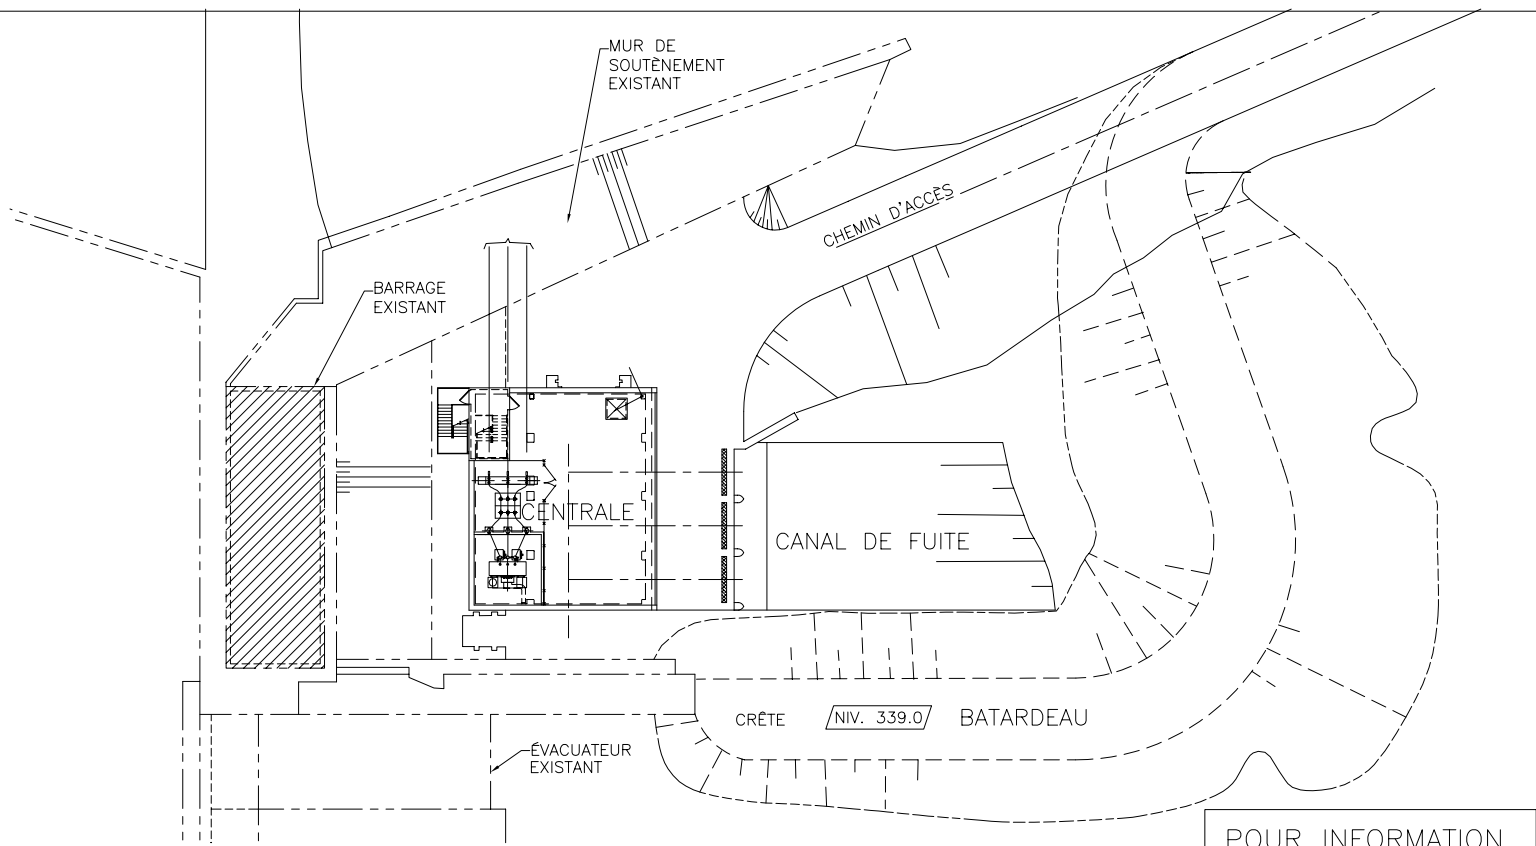 MUR DE
SOUTÈNEMENT
EXISTANT
CHEMIN D'ACCÈS
BARRAGE
EXISTANT
CENTRALE
CANAL DE FUITE
CRÊTE
NIV. 339.0
BATARDEAU
ÉVACUATEUR
EXISTANT
POUR INFORMATION